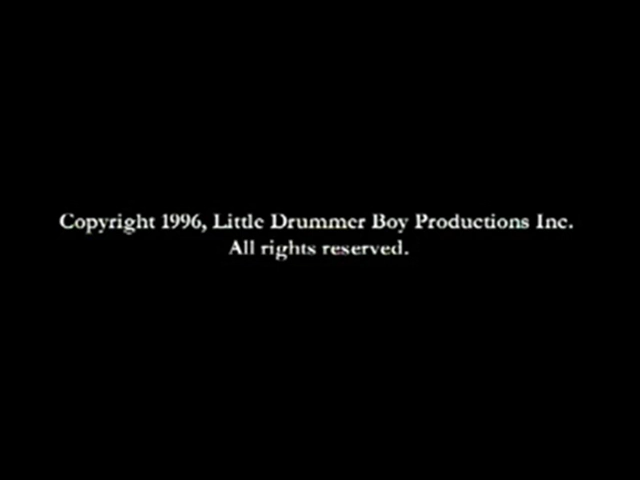 Copyright 1996, Little Drummer Boy Productions Inc.
All rights reserved.